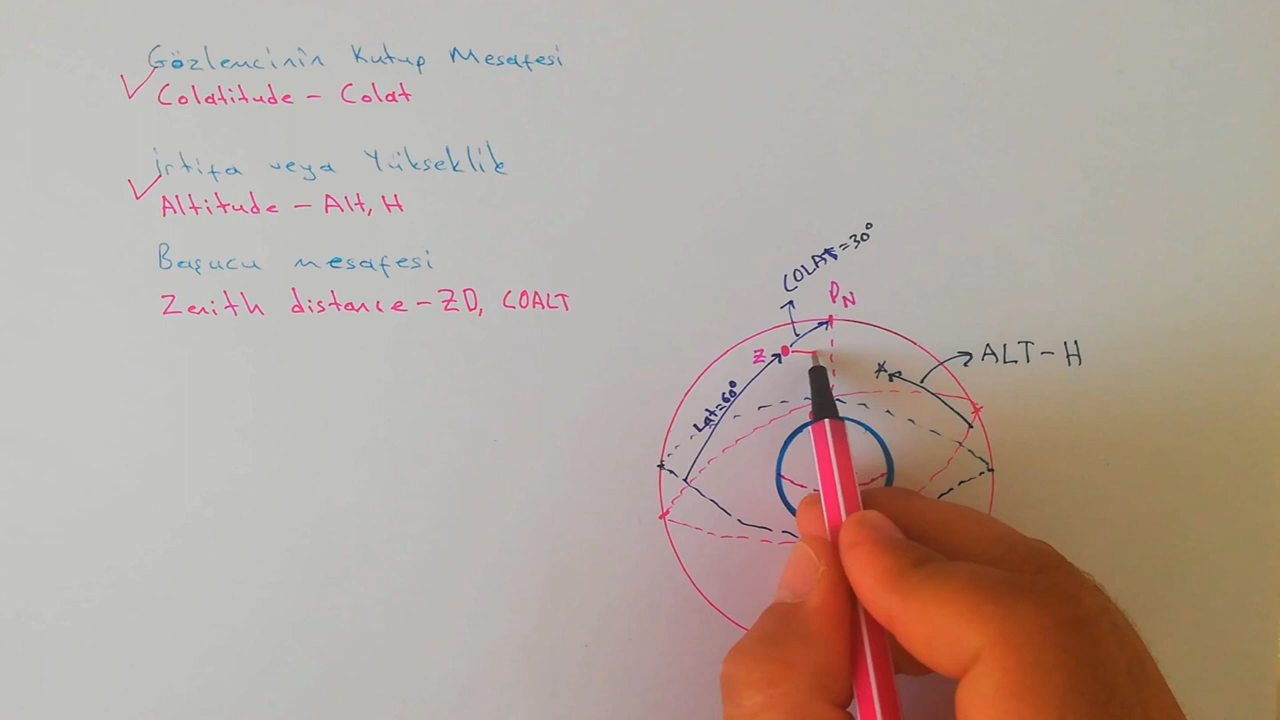 Gözlemcinin Kutup Mesafesi
Colatitude - Colat
İrtifa veya Yükseklik
Altitude - Alt, H
Başucu mesafesi
Zenith distance - ZD, COALT
COLAT=30°
PN
Z
ALT-H
Lat=60°